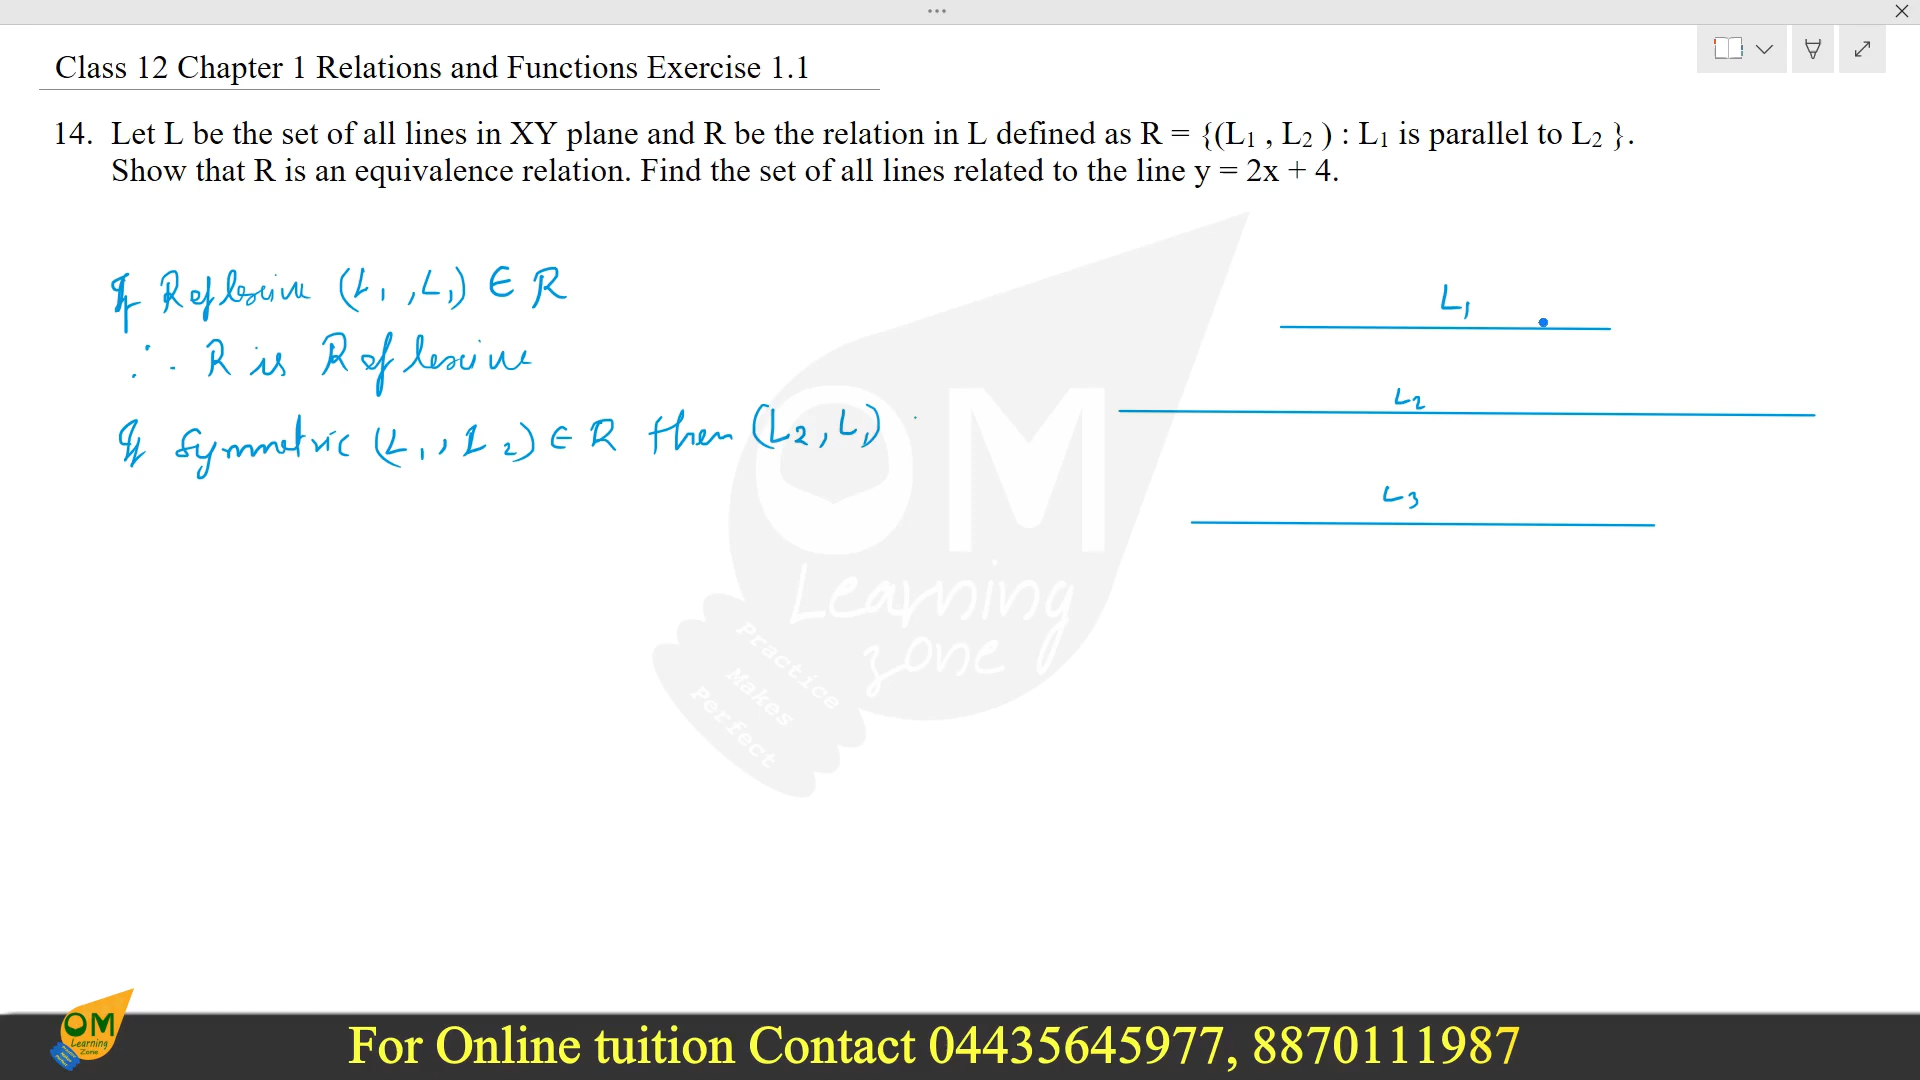 Class 12 Chapter 1 Relations and Functions Exercise 1.1
14. Let L be the set of all lines in XY plane and R be the relation in L defined as R = {(L₁ , L₂ ) : L₁ is parallel to L₂ }.
Show that R is an equivalence relation. Find the set of all lines related to the line y = 2x + 4.
If Reflexive (L₁ , L₁) ∈ R
∴ R is Reflexive
If Symmetric (L₁ , L₂) ∈ R then (L₂, L₁)
L₁
L₂
L₃
OM
Learning
zone
Practice
Makes
Perfect
OM
Learning
Zone
For Online tuition Contact 04435645977, 8870111987